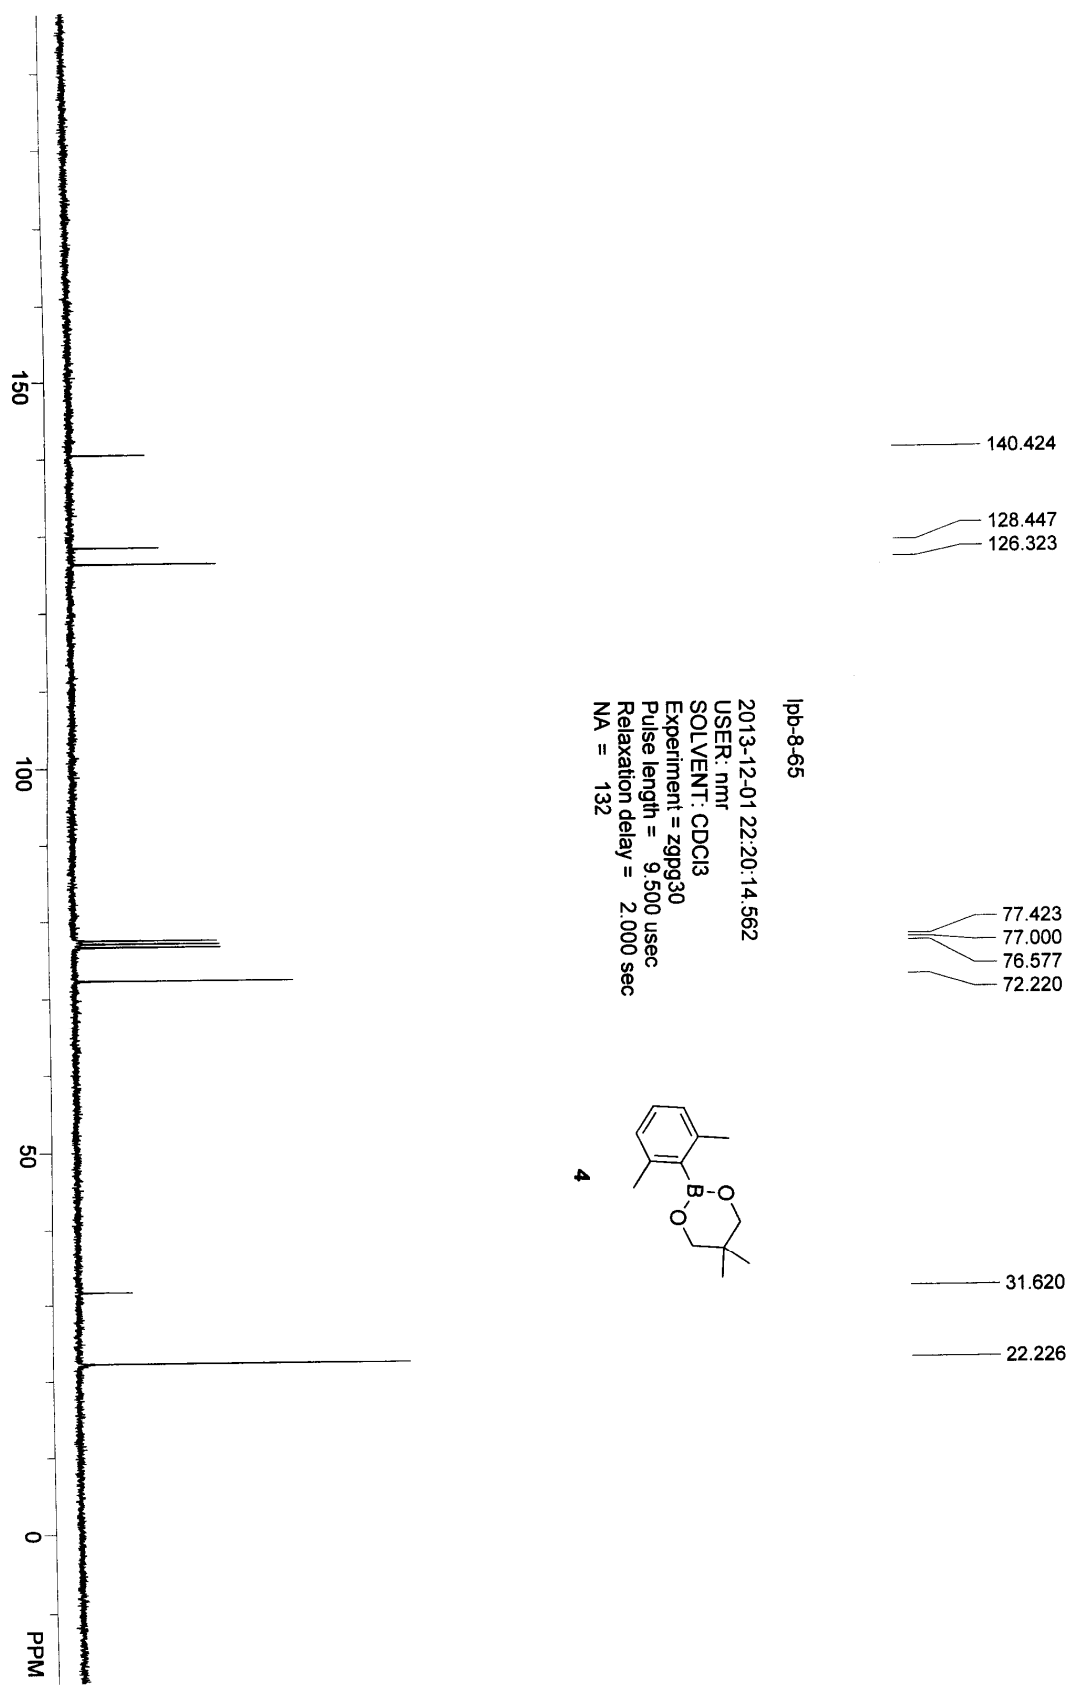 140.424
128.447
126.323
77.423
77.000
76.577
72.220
31.620
22.226
lpb-8-65
2013-12-01 22:20:14.562
USER: nmr
SOLVENT: CDCl3
Experiment = zgpg30
Pulse length = 9.500 usec
Relaxation delay = 2.000 sec
NA = 132
B
O
O
4
150
100
50
0
PPM